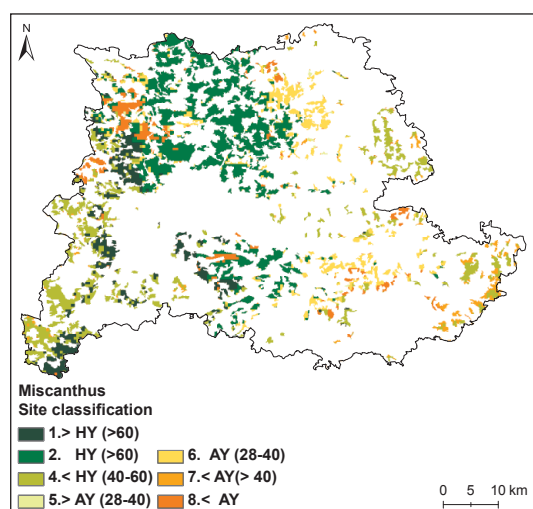 N
Miscanthus
Site classification
1.> HY (>60)
2. HY (>60)
6. AY (28-40)
4.< HY (40-60)
7.< AY(> 40)
5.> AY (28-40)
8.< AY
0 5 10 km